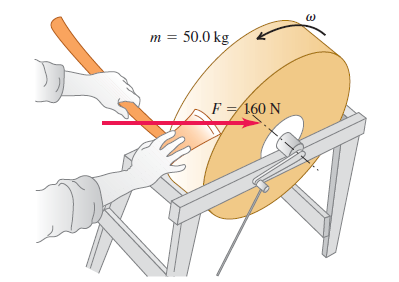 ω
m = 50.0 kg
F = 160 N